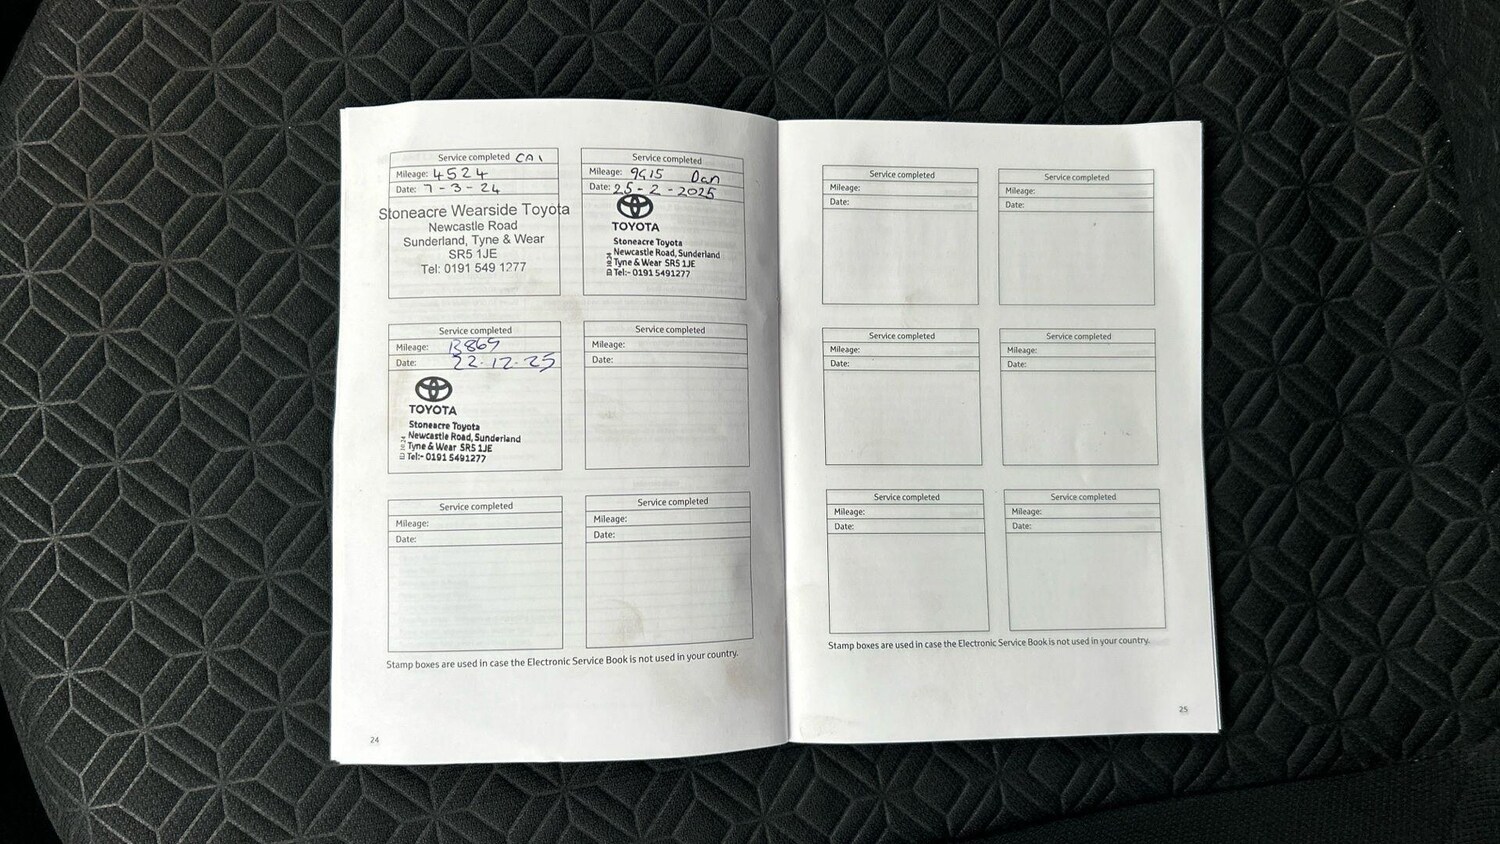 Service completed CA1
Mileage: 4524
Date: 7-3-24
Stoneacre Wearside Toyota
Newcastle Road
Sunderland, Tyne & Wear
SR5 1JE
Tel: 0191 549 1277
Service completed
Mileage: 9915 Dan
Date: 25-2-2025
TOYOTA
Stoneacre Toyota
Newcastle Road, Sunderland
Tyne & Wear SR5 1JE
Tel:- 0191 5491277
Service completed
Mileage: 13869
Date: 22.12.25
TOYOTA
Stoneacre Toyota
Newcastle Road, Sunderland
Tyne & Wear SR5 1JE
Tel:- 0191 5491277
Service completed
Mileage:
Date:
Service completed
Mileage:
Date:
Service completed
Mileage:
Date:
Stamp boxes are used in case the Electronic Service Book is not used in your country.
24
Service completed
Mileage:
Date:
Service completed
Mileage:
Date:
Service completed
Mileage:
Date:
Service completed
Mileage:
Date:
Service completed
Mileage:
Date:
Service completed
Mileage:
Date:
Stamp boxes are used in case the Electronic Service Book is not used in your country.
25